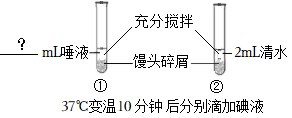 ?
充分搅拌
mL唾液
2mL清水
馒头碎屑
① ②
37℃变温10分钟 后分别滴加碘液